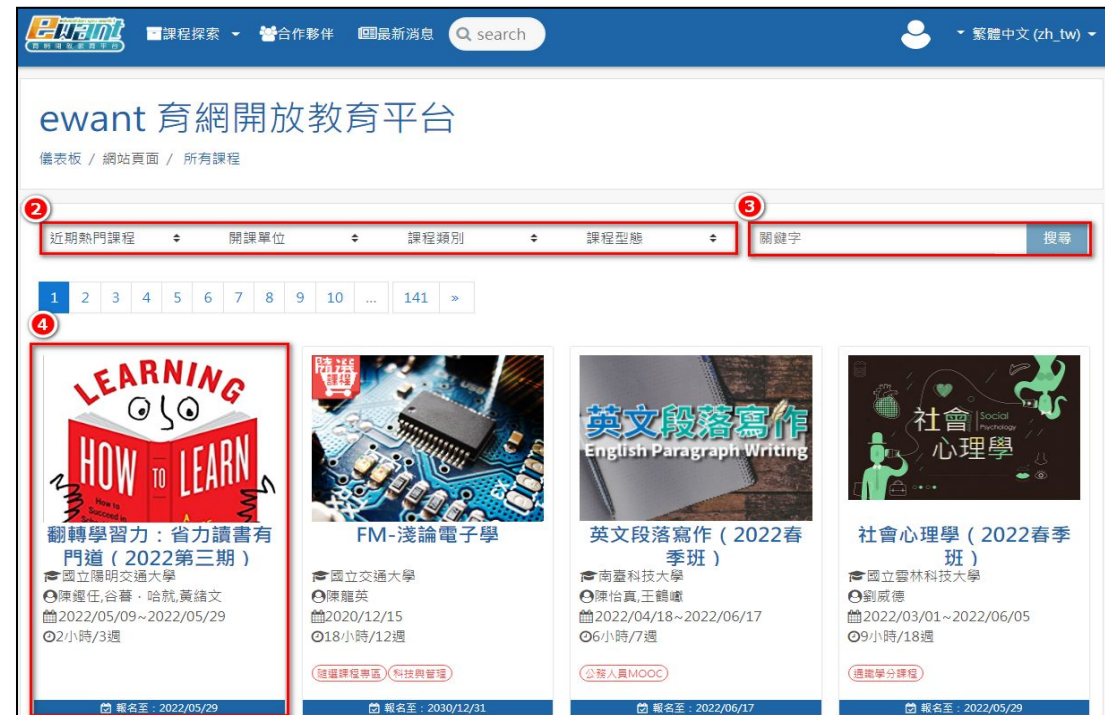 ewant
育網開放教育平台
課程探索 合作夥伴 最新消息 search 繁體中文 (zh_tw)
ewant 育網開放教育平台
儀表板 / 網站頁面 / 所有課程
2 3
近期熱門課程 開課單位 課程類別 課程型態 關鍵字 搜尋
1 2 3 4 5 6 7 8 9 10 ... 141 »
4
LEARNING
HOW TO LEARN
How to
Succeed in
翻轉學習力：省力讀書有
門道（2022第三期）
國立陽明交通大學
2022/05/09~2022/05/29
2小時/3週
報名至：2022/05/29
隨選
課程
FM-淺論電子學
國立交通大學
陳龍英
2020/12/15
18小時/12週
隨選課程專區 科技與管理
報名至：2030/12/31
英文段落寫作
English Paragraph Writing
英文段落寫作（2022春
季班）
南臺科技大學
陳怡真,王鶴巘
2022/04/18~2022/06/17
6小時/7週
公務人員MOOC
報名至：2022/06/17
社會 Social
Psychology
心理學
社會心理學（2022春季
班）
國立雲林科技大學
劉威德
2022/03/01~2022/06/05
9小時/18週
通識學分課程
報名至：2022/05/29